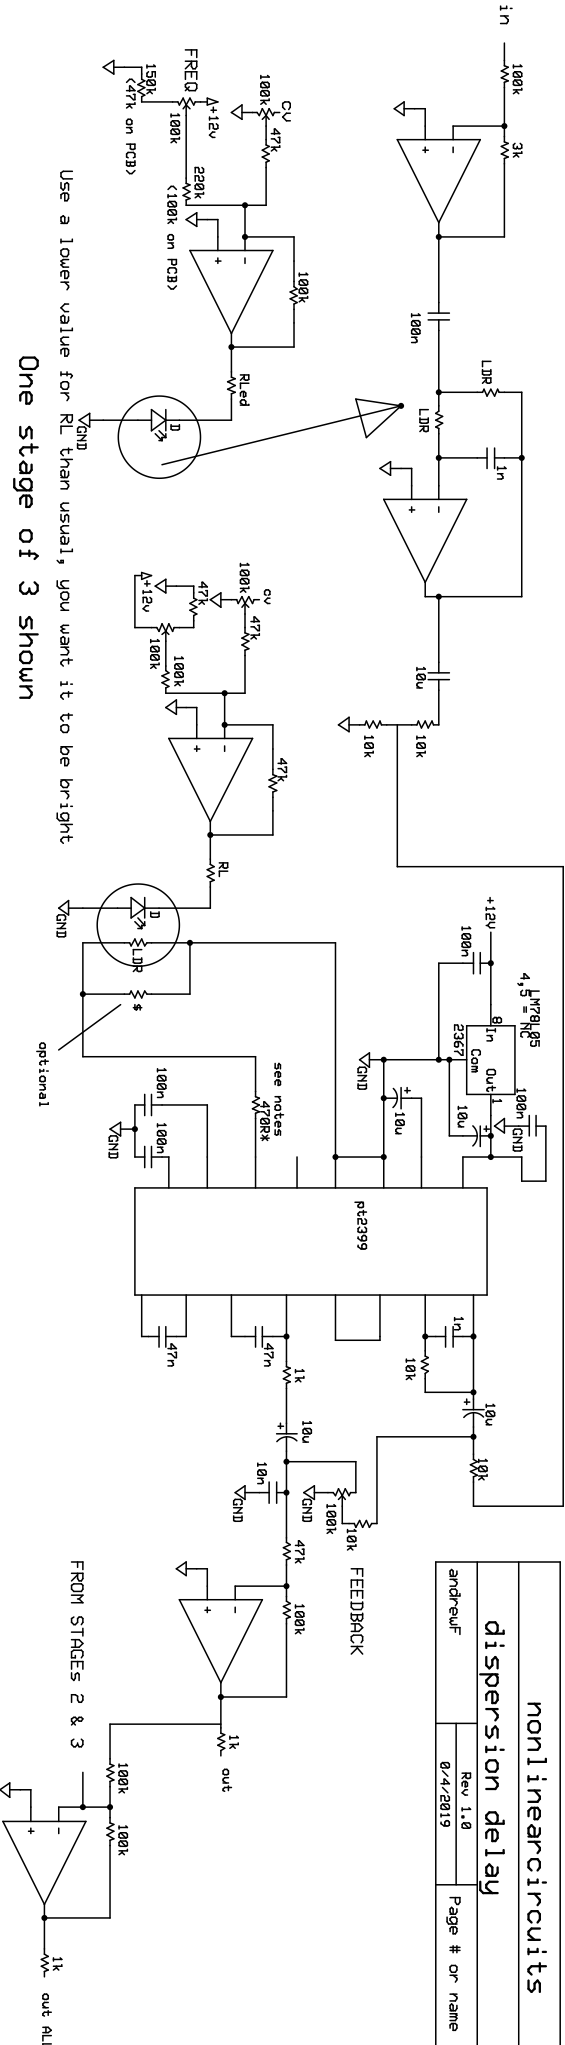 in
100k
3k
100n
LDR
LDR
1n
10u
10k
10k
FREQ
150k
(47k on PCB)
+12v
100k
cv
100k
47k
220k
(100k on PCB)
100k
RLed
D
GND
Use a lower value for RL than usual, you want it to be bright
One stage of 3 shown
cv
100k
47k
47k
+12v
100k
100k
47k
RL
D
GND
LDR
*
optional
see notes
470R*
100n
100n
GND
+12v
100n
LM78L05
4,5 = NC
8
In
Com
2367
Out
1
100n
GND
10u
GND
10u
pt2399
47n
47n
1k
10u
10n
GND
1n
10k
10u
10k
GND
100k
10k
FEEDBACK
47k
100k
1k
out
FROM STAGEs 2 & 3
100k
100k
1k
out ALL
nonlinearcircuits
dispersion delay
andrewF
Rev 1.0
0/4/2019
Page # or name